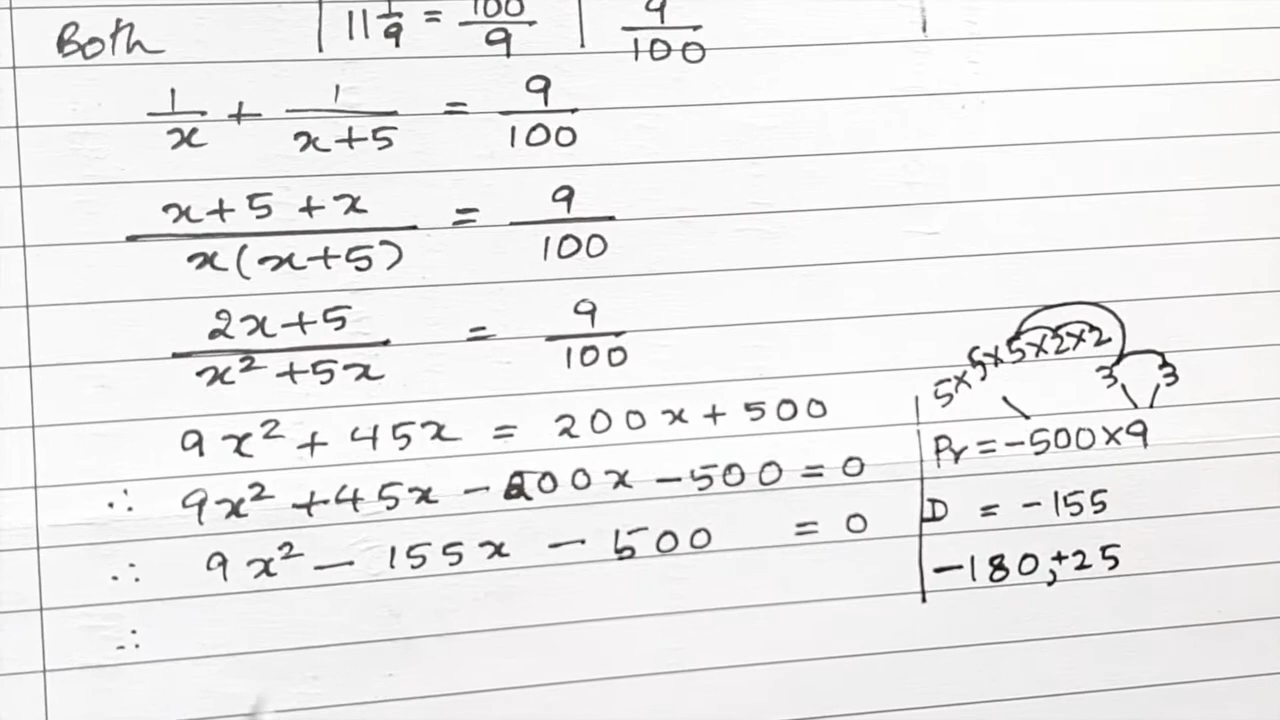 Both | 11 1/9 = 100/9 | 9/100 |
1/x + 1/(x+5) = 9/100
(x+5+x)/(x(x+5)) = 9/100
(2x+5)/(x²+5x) = 9/100
9x² + 45x = 200x + 500
∴ 9x² + 45x - 200x - 500 = 0
∴ 9x² - 155x - 500 = 0
∴
5×5×5×2×2 3 3
Pr = -500×9
D = -155
-180, +25